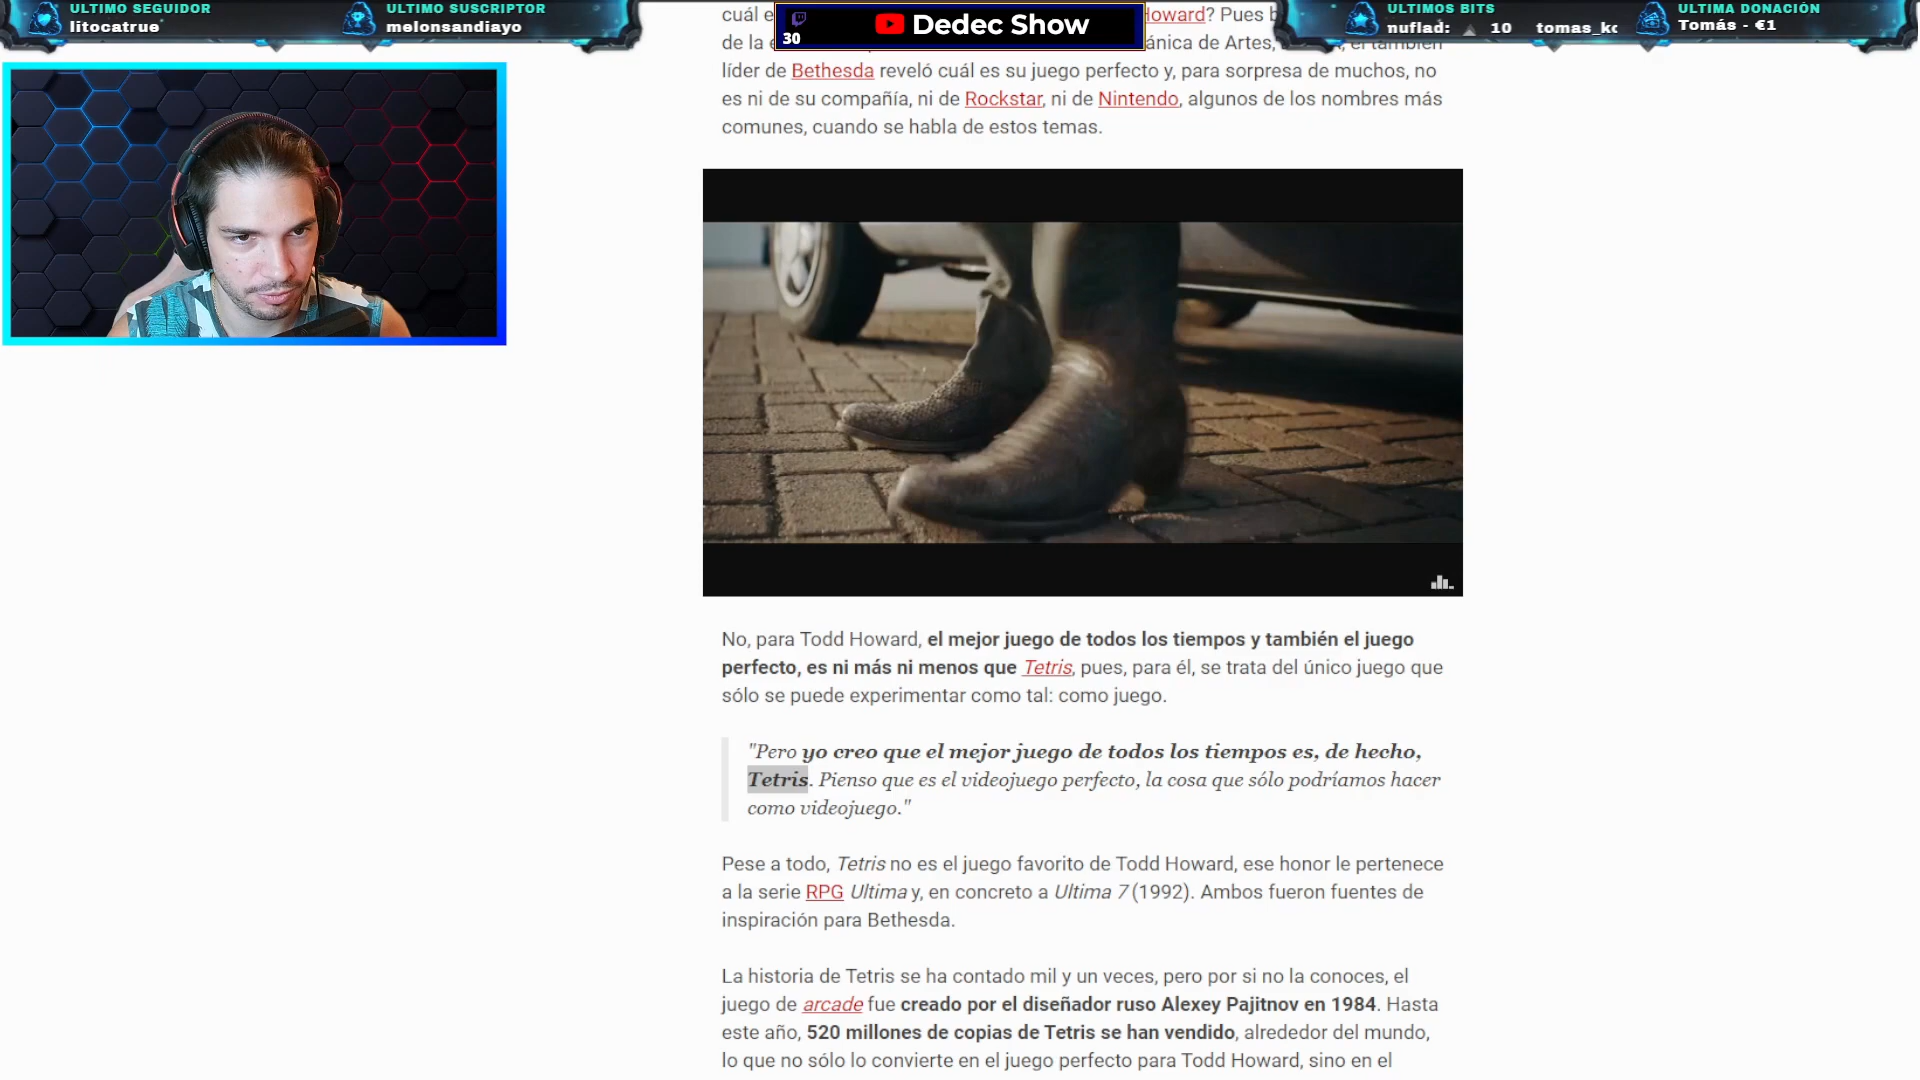 ULTIMO SEGUIDOR
litocatrue
ULTIMO SUSCRIPTOR
melonsandiayo
30
Dedec Show
ULTIMOS BITS
nuflad: 10 tomas_kc
ULTIMA DONACIÓN
Tomás - €1
cuál e Howard? Pues b
de la e ánica de Artes, el también
líder de Bethesda reveló cuál es su juego perfecto y, para sorpresa de muchos, no
es ni de su compañía, ni de Rockstar, ni de Nintendo, algunos de los nombres más
comunes, cuando se habla de estos temas.
No, para Todd Howard, el mejor juego de todos los tiempos y también el juego
perfecto, es ni más ni menos que Tetris, pues, para él, se trata del único juego que
sólo se puede experimentar como tal: como juego.
"Pero yo creo que el mejor juego de todos los tiempos es, de hecho,
Tetris. Pienso que es el videojuego perfecto, la cosa que sólo podríamos hacer
como videojuego."
Pese a todo, Tetris no es el juego favorito de Todd Howard, ese honor le pertenece
a la serie RPG Ultima y, en concreto a Ultima 7 (1992). Ambos fueron fuentes de
inspiración para Bethesda.
La historia de Tetris se ha contado mil y un veces, pero por si no la conoces, el
juego de arcade fue creado por el diseñador ruso Alexey Pajitnov en 1984. Hasta
este año, 520 millones de copias de Tetris se han vendido, alrededor del mundo,
lo que no sólo lo convierte en el juego perfecto para Todd Howard, sino en el